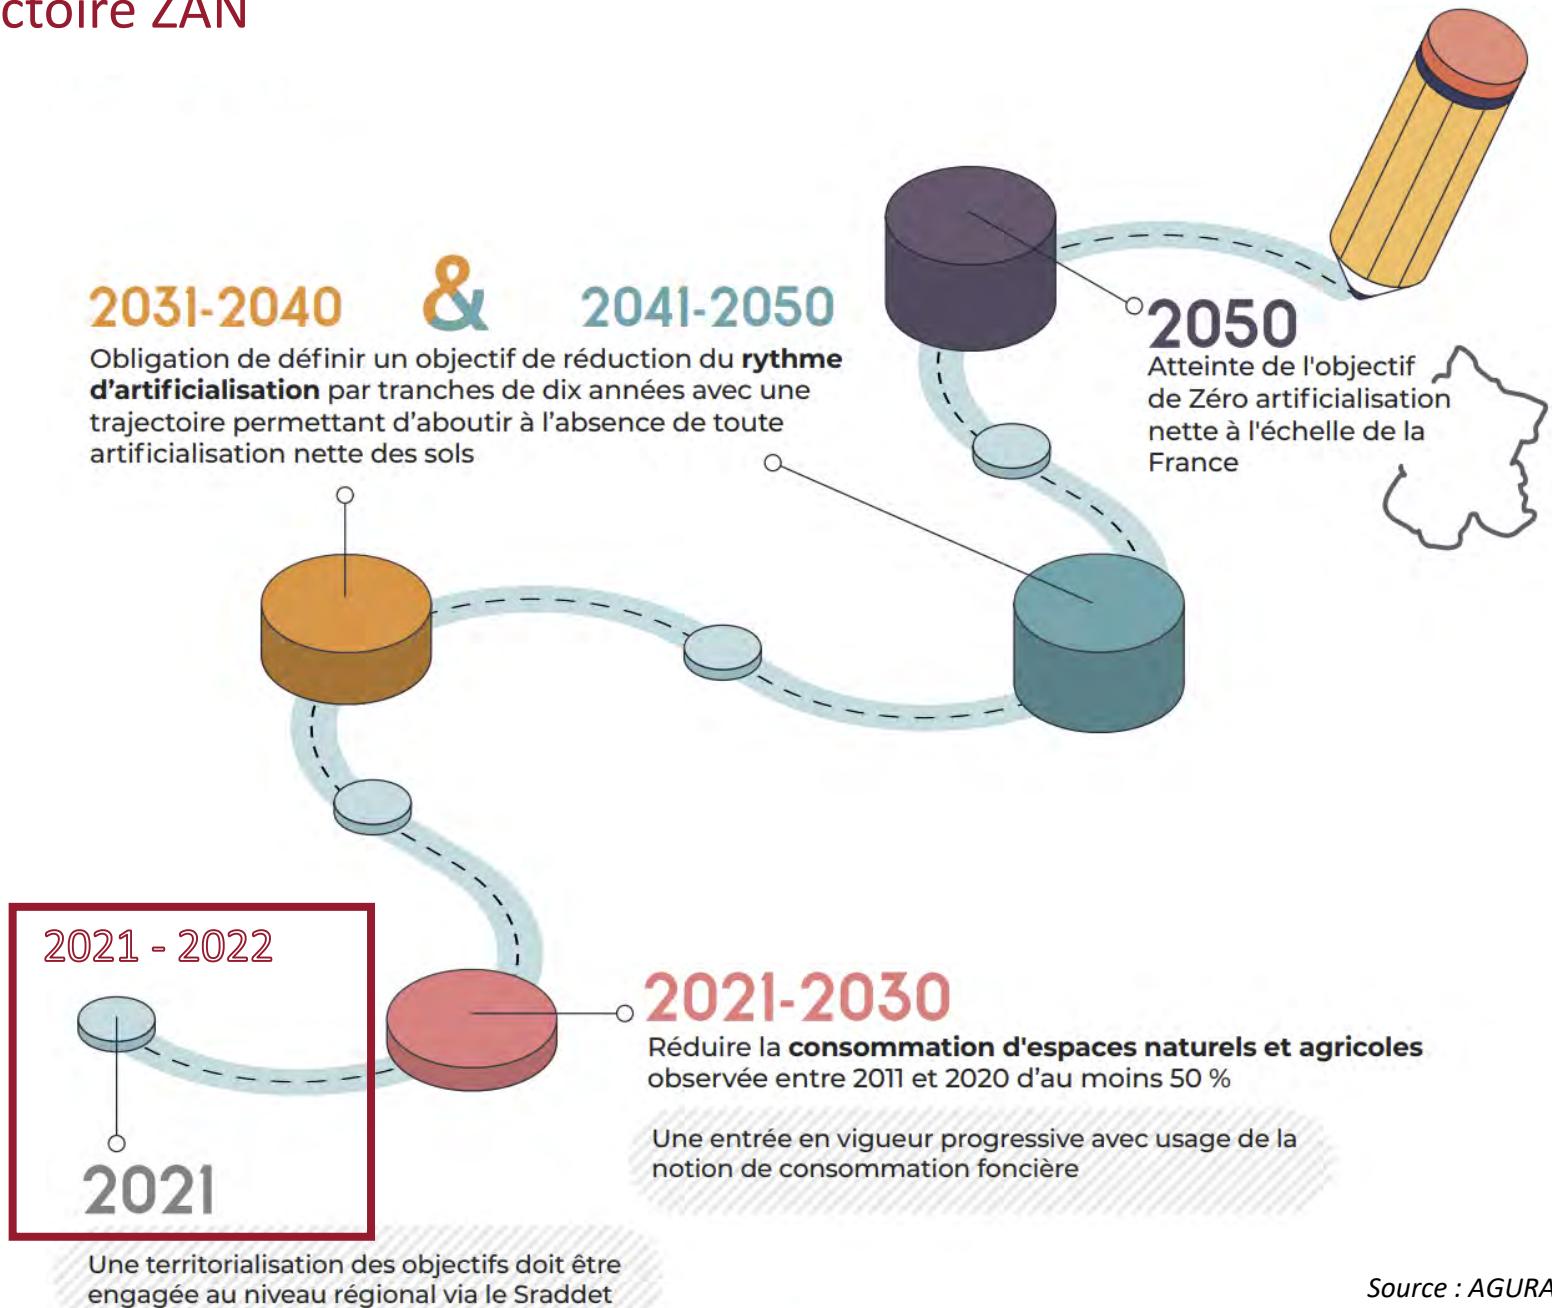 ctoire ZAN
2031-2040 & 2041-2050
Obligation de définir un objectif de réduction du rythme
d’artificialisation par tranches de dix années avec une
trajectoire permettant d’aboutir à l’absence de toute
artificialisation nette des sols
2050
Atteinte de l'objectif
de Zéro artificialisation
nette à l'échelle de la
France
2021 - 2022
2021
Une territorialisation des objectifs doit être
engagée au niveau régional via le Sraddet
2021-2030
Réduire la consommation d'espaces naturels et agricoles
observée entre 2011 et 2020 d’au moins 50 %
Une entrée en vigueur progressive avec usage de la
notion de consommation foncière
Source : AGURA